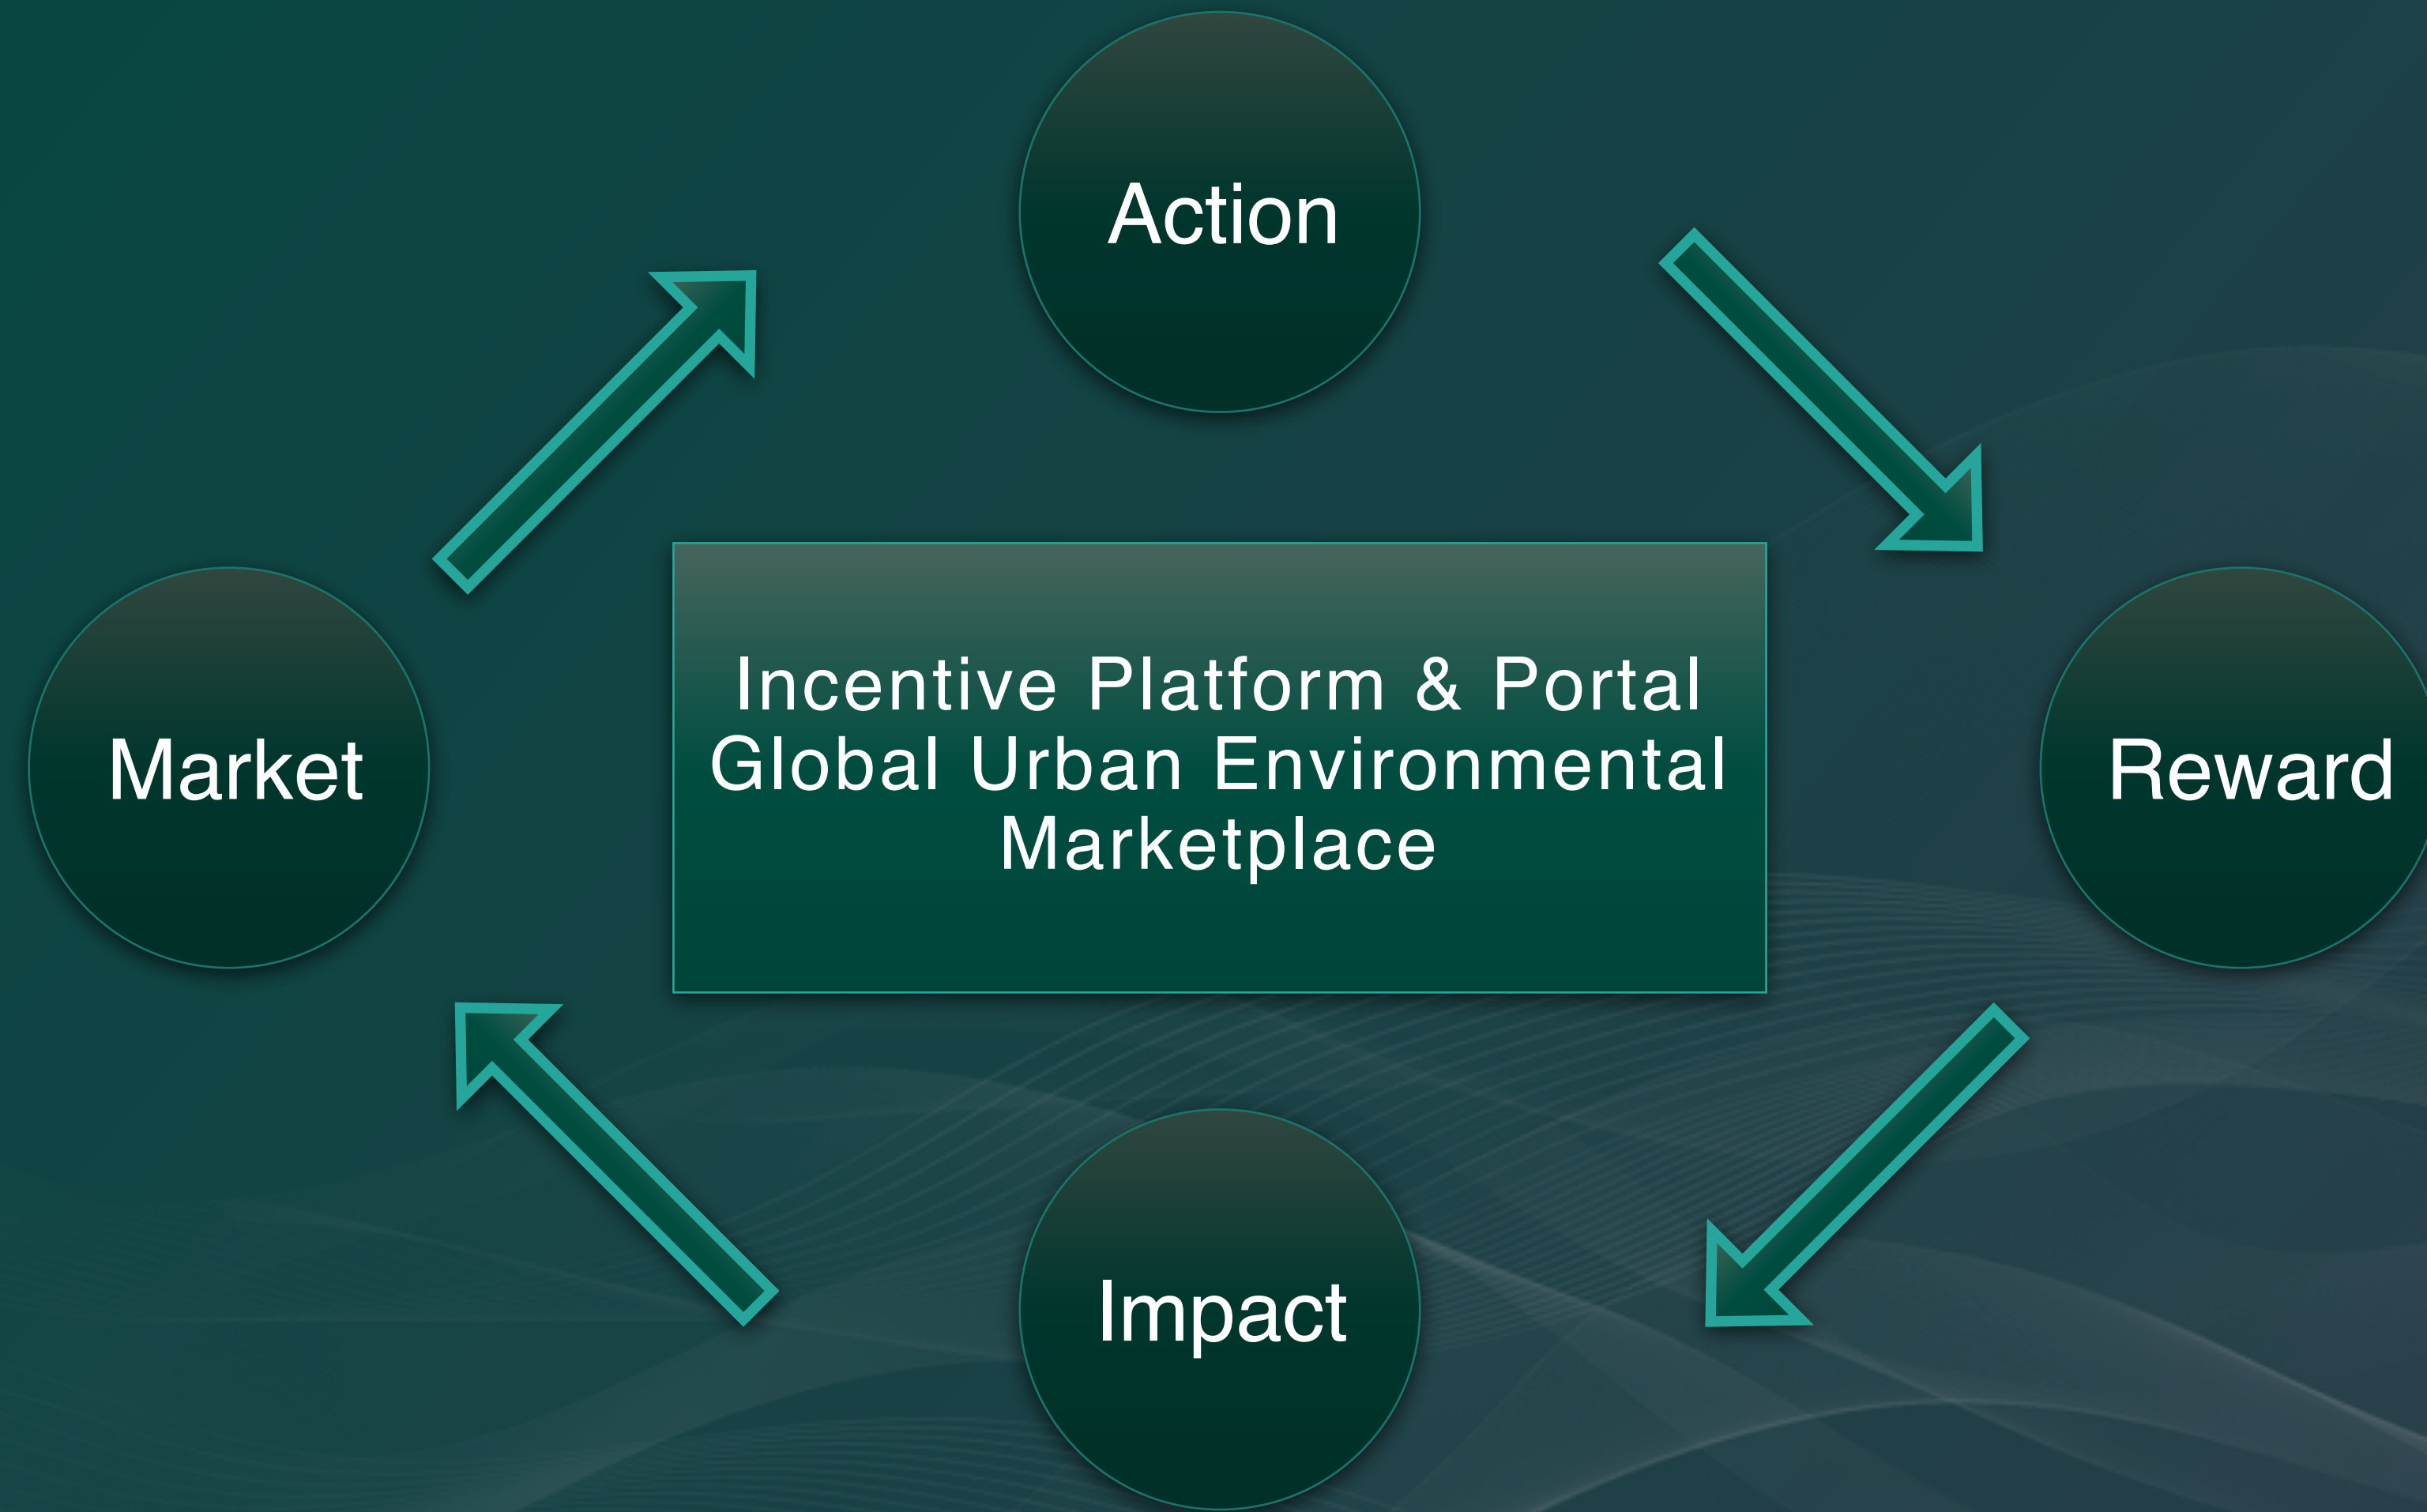 Action
Market
Incentive Platform & Portal
Global Urban Environmental
Marketplace
Reward
Impact